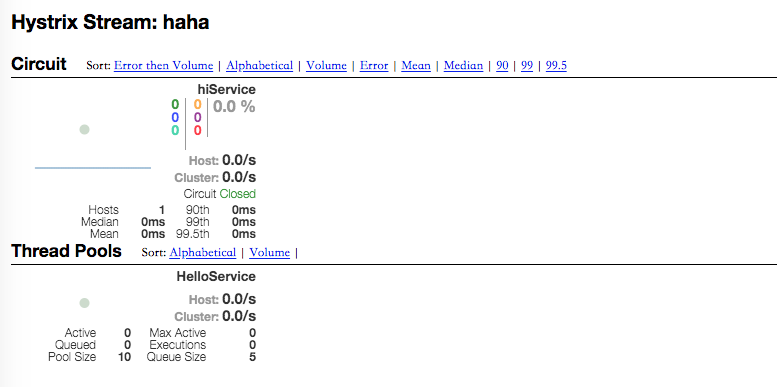 Hystrix Stream: haha
Circuit Sort: Error then Volume | Alphabetical | Volume | Error | Mean | Median | 90 | 99 | 99.5
hiService
0 0 0.0 %
0 0
0 0
Host: 0.0/s
Cluster: 0.0/s
Circuit Closed
Hosts 1 90th 0ms
Median 0ms 99th 0ms
Mean 0ms 99.5th 0ms
Thread Pools Sort: Alphabetical | Volume |
HelloService
Host: 0.0/s
Cluster: 0.0/s
Active 0 Max Active 0
Queued 0 Executions 0
Pool Size 10 Queue Size 5